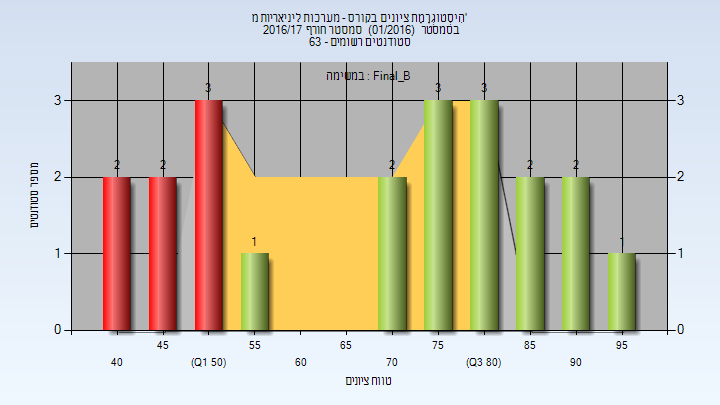 היסטוגרמת ציונים בקורס - מערכות ליניאריות מ'
בסמסטר (01/2016) סמסטר חורף 2016/17
סטודנטים רשומים - 63
במשימה : Final_B
3 3 3
3 3
2 2 2 2 2
2 2
1 1
1 1
0 0
מספר סטודנטים
45 55 65 75 85 95
40 (Q1 50) 60 70 (Q3 80) 90
טווח ציונים